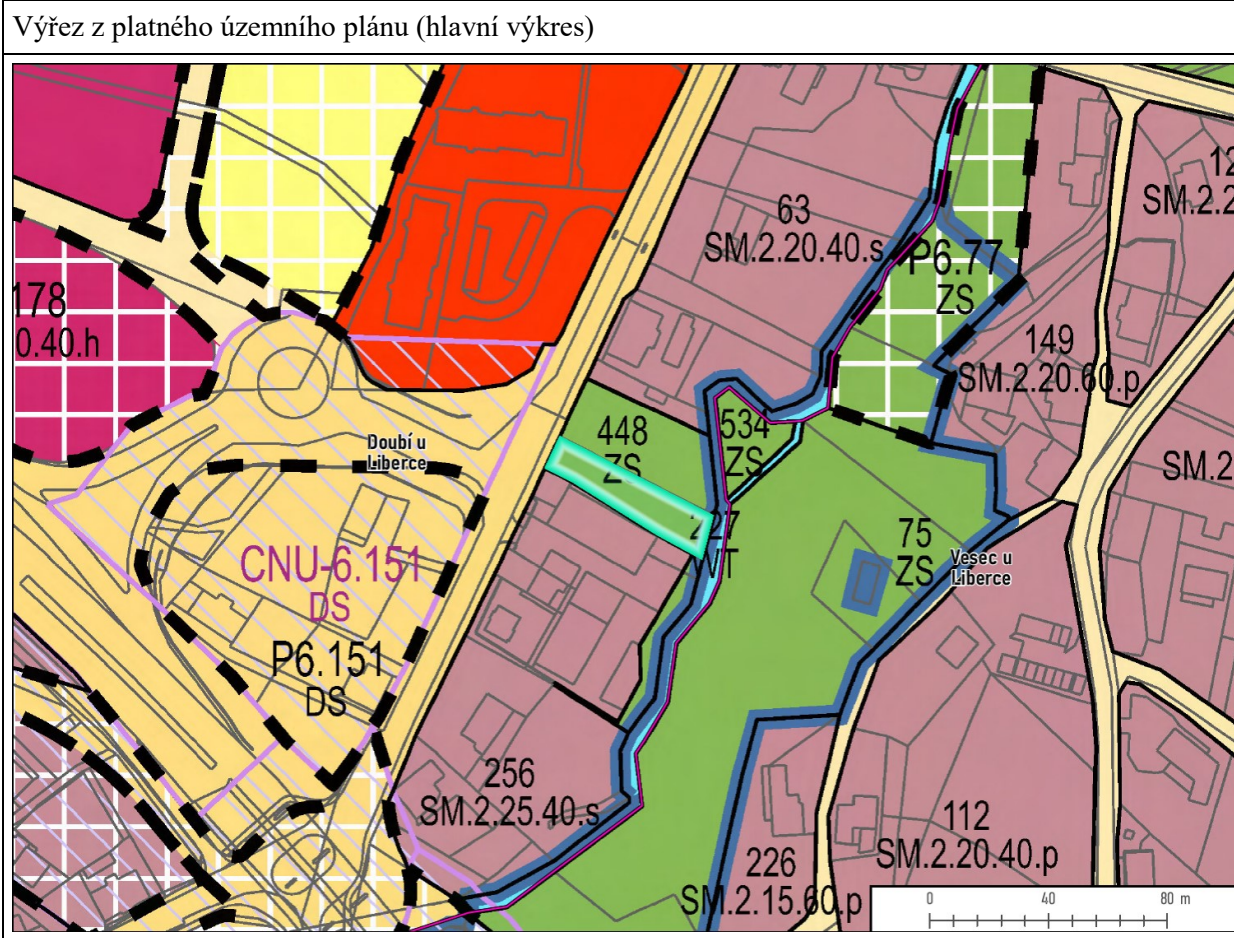 Výřez z platného územního plánu (hlavní výkres)
63
SM.2.20.40.s
SM.2.2
P6.77
ZS
178
0.40.h
149
SM.2.20.60.p
Doubí u
Liberce
448
ZS
534
ZS
SM.2
227
WT
75
ZS
Vesec u
Liberce
CNU-6.151
DS
P6.151
DS
256
SM.2.25.40.s
112
SM.2.20.40.p
226
SM.2.15.60.p
0 40 80 m